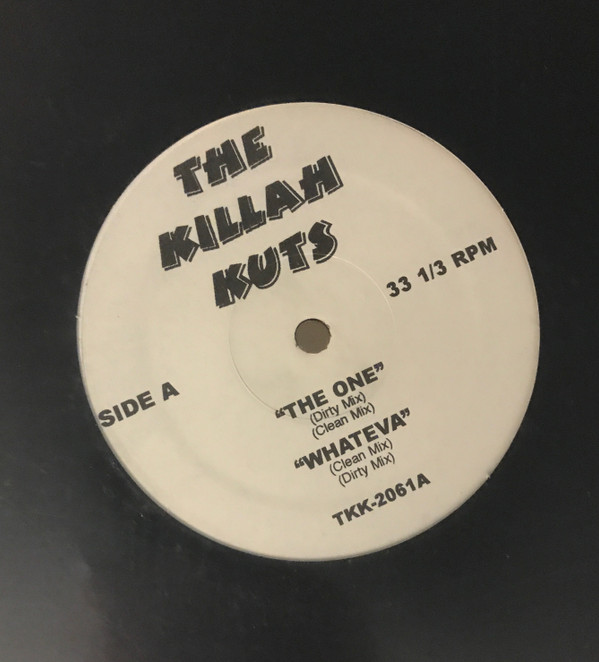 THE
KILLAH
KUTS
33 1/3 RPM
SIDE A
“THE ONE”
(Dirty Mix)
(Clean Mix)
“WHATEVA”
(Clean Mix)
(Dirty Mix)
TKK-2061A